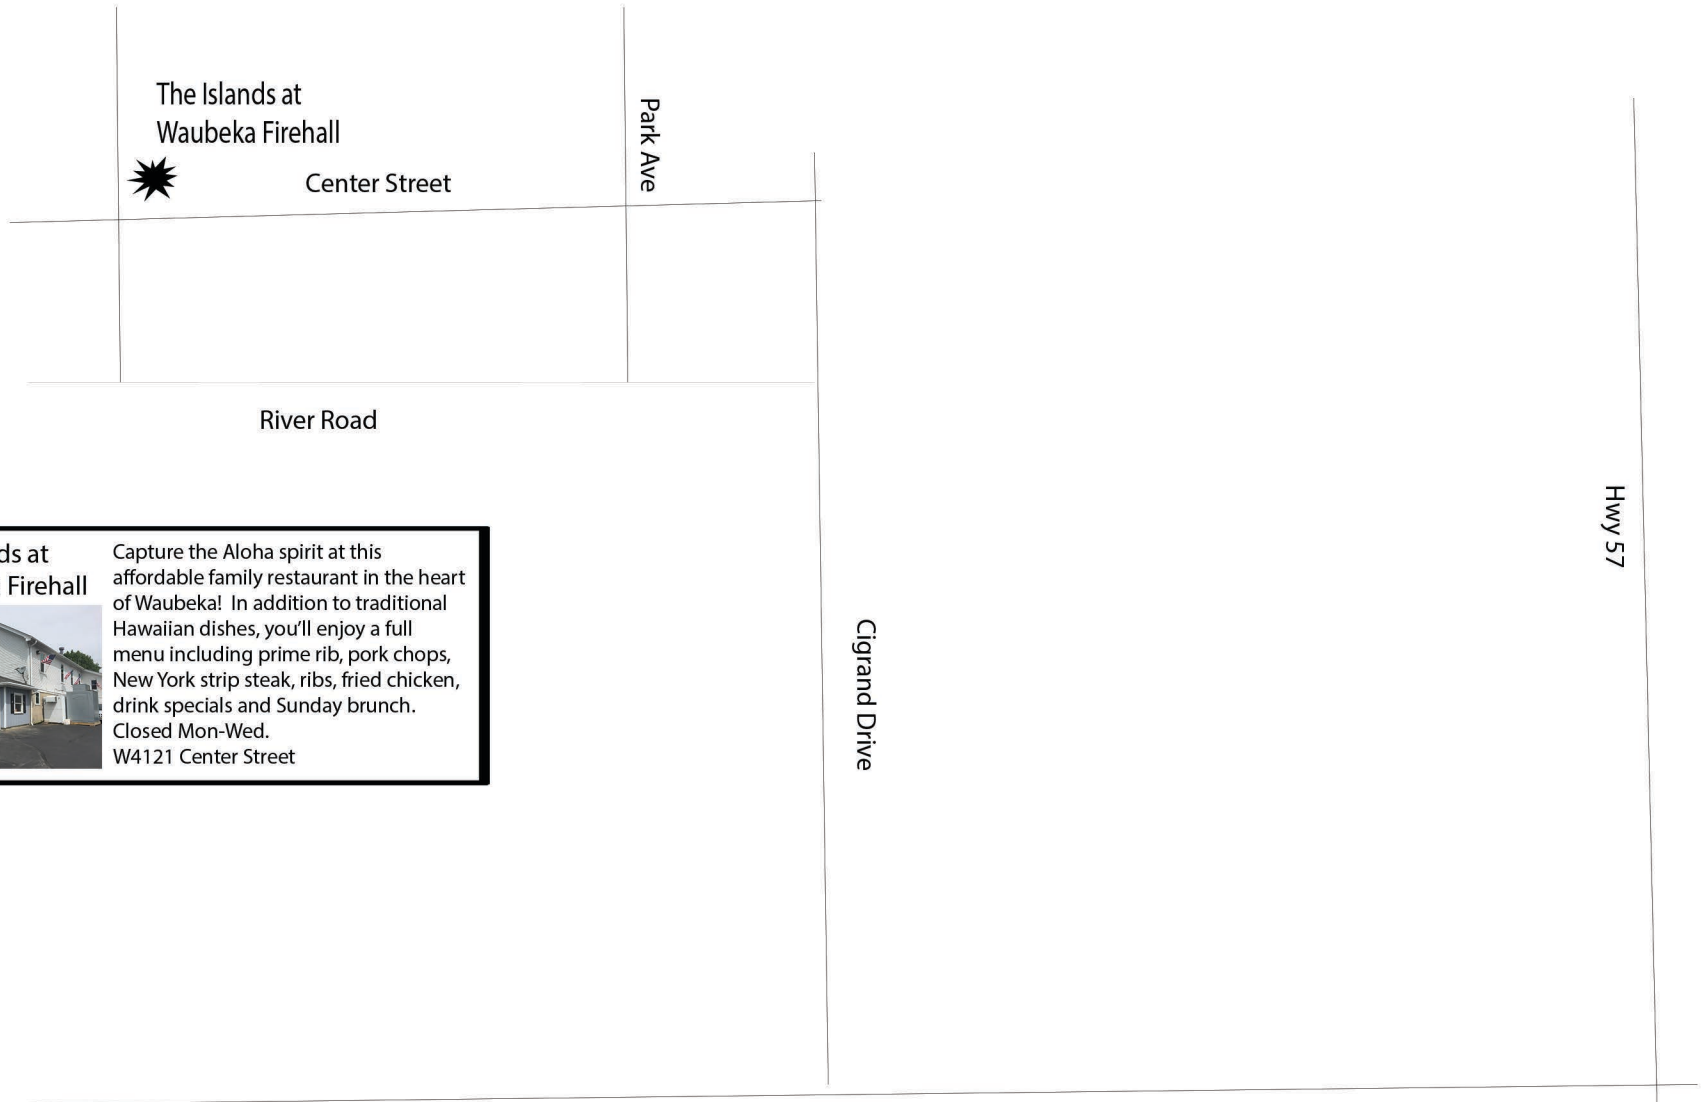 The Islands at
Waubeka Firehall
Center Street
Park Ave
River Road
Hwy 57
Cigrand Drive
ds at
Firehall
Capture the Aloha spirit at this
affordable family restaurant in the heart
of Waubeka!  In addition to traditional
Hawaiian dishes, you’ll enjoy a full
menu including prime rib, pork chops,
New York strip steak, ribs, fried chicken,
drink specials and Sunday brunch.
Closed Mon-Wed.
W4121 Center Street